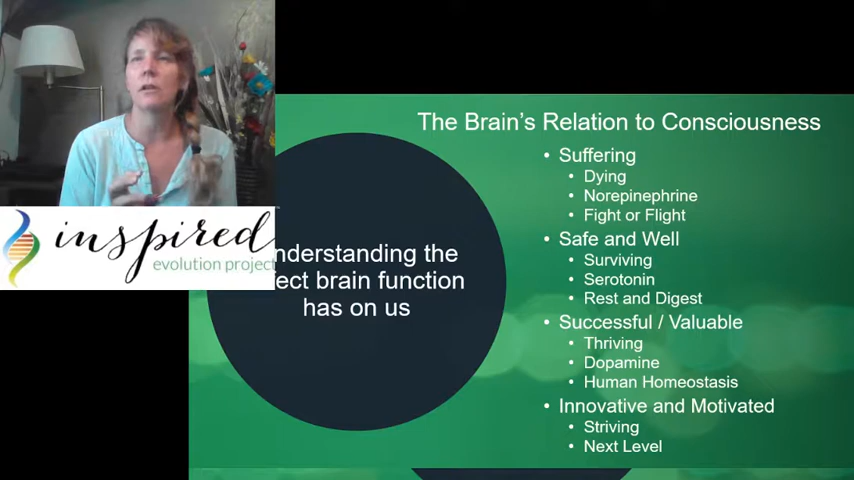 The Brain's Relation to Consciousness
• Suffering
• Dying
• Norepinephrine
• Fight or Flight
• Safe and Well
• Surviving
• Serotonin
• Rest and Digest
• Successful / Valuable
• Thriving
• Dopamine
• Human Homeostasis
• Innovative and Motivated
• Striving
• Next Level
inspired
evolution project
the
brain function
has on us